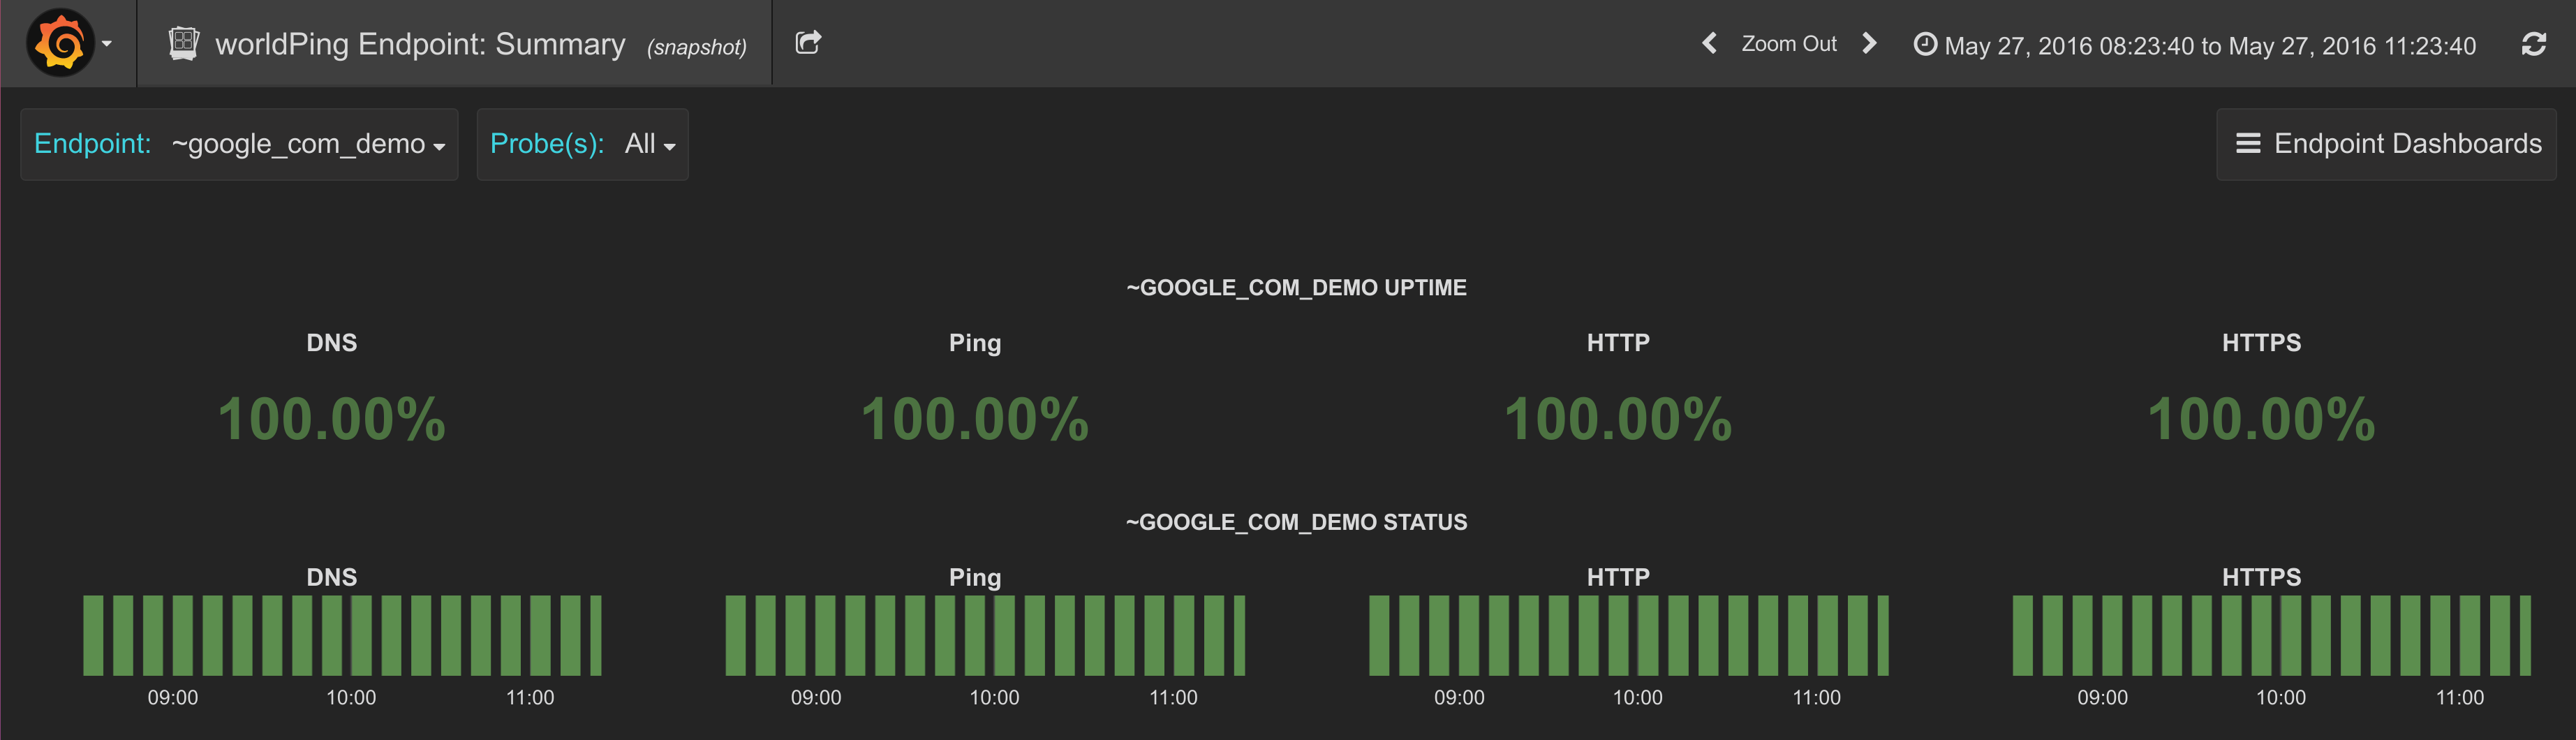 worldPing Endpoint: Summary (snapshot) Zoom Out May 27, 2016 08:23:40 to May 27, 2016 11:23:40
Endpoint: ~google_com_demo Probe(s): All Endpoint Dashboards
~GOOGLE_COM_DEMO UPTIME
DNS Ping HTTP HTTPS
100.00% 100.00% 100.00% 100.00%
~GOOGLE_COM_DEMO STATUS
DNS Ping HTTP HTTPS
09:00 10:00 11:00 09:00 10:00 11:00 09:00 10:00 11:00 09:00 10:00 11:00